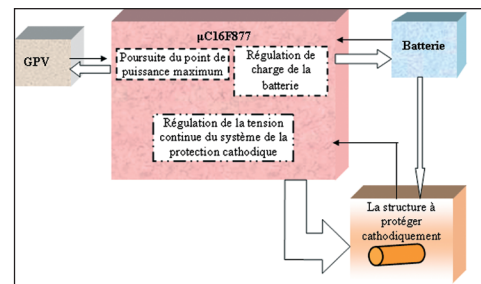 µC16F877
GPV
Poursuite du point de
puissance maximum
Régulation de
charge de la
batterie
Batterie
Régulation de la tension
continue du système de la
protection cathodique
La structure à
protéger
cathodiquement